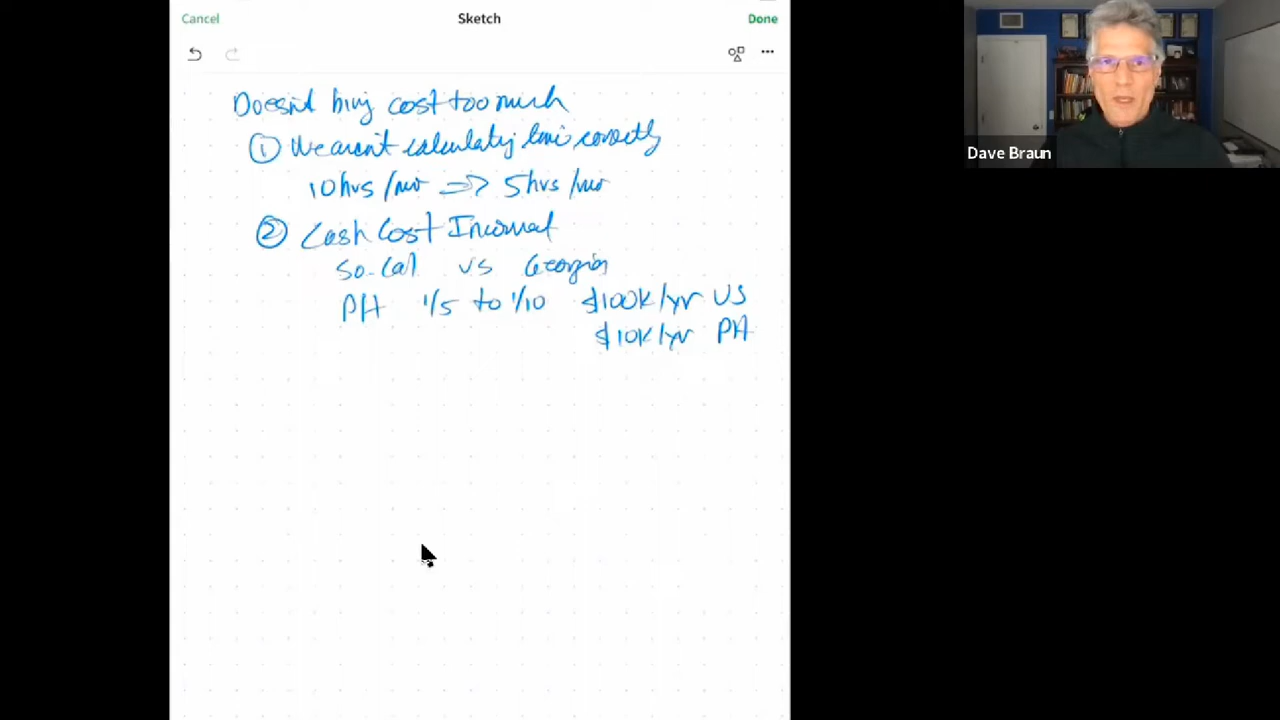 Cancel Sketch Done
Doesn't hiring cost too much
① We aren't calculating time correctly
10hrs/mo => 5hrs/mo
② Cash Cost Incorrect
So. Cal vs Georgia
PH 1/5 to 1/10 $100K/yr US
$10K/yr PH
Dave Braun